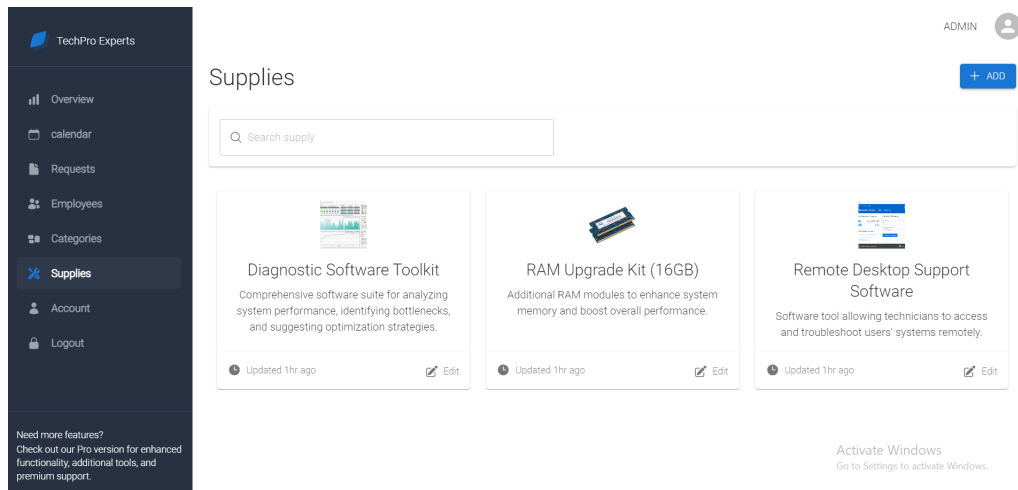 TechPro Experts
ADMIN
Supplies
+ ADD
Overview
calendar
Requests
Employees
Categories
Supplies
Account
Logout
Search supply
Diagnostic Software Toolkit
Comprehensive software suite for analyzing
system performance, identifying bottlenecks,
and suggesting optimization strategies.
Updated 1hr ago
Edit
RAM Upgrade Kit (16GB)
Additional RAM modules to enhance system
memory and boost overall performance.
Updated 1hr ago
Edit
Remote Desktop Support
Software
Software tool allowing technicians to access
and troubleshoot users' systems remotely.
Updated 1hr ago
Edit
Need more features?
Check out our Pro version for enhanced
functionality, additional tools, and
premium support.
Activate Windows
Go to Settings to activate Windows.